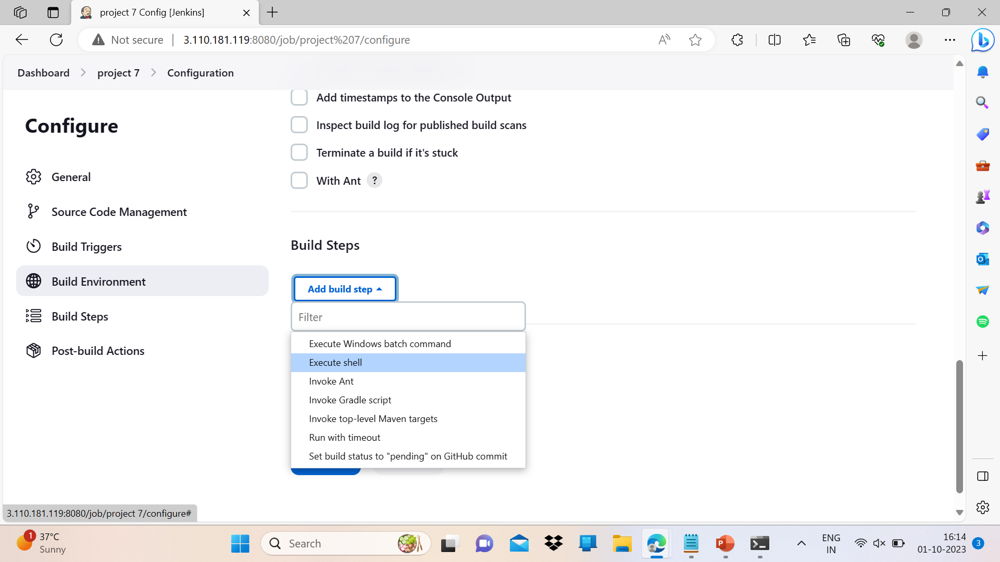 project 7 Config [Jenkins]
Not secure
3.110.181.119:8080/job/project%207/configure
Dashboard
project 7
Configuration
Add timestamps to the Console Output
Configure
Inspect build log for published build scans
Terminate a build if it's stuck
General
With Ant ?
Source Code Management
Build Triggers
Build Steps
Build Environment
Add build step
Build Steps
Filter
Execute Windows batch command
Post-build Actions
Execute shell
Invoke Ant
Invoke Gradle script
Invoke top-level Maven targets
Run with timeout
Set build status to "pending" on GitHub commit
3.110.181.119:8080/job/project 7/configure#
1
37°C
Sunny
Search
ENG
IN
16:14
01-10-2023
3